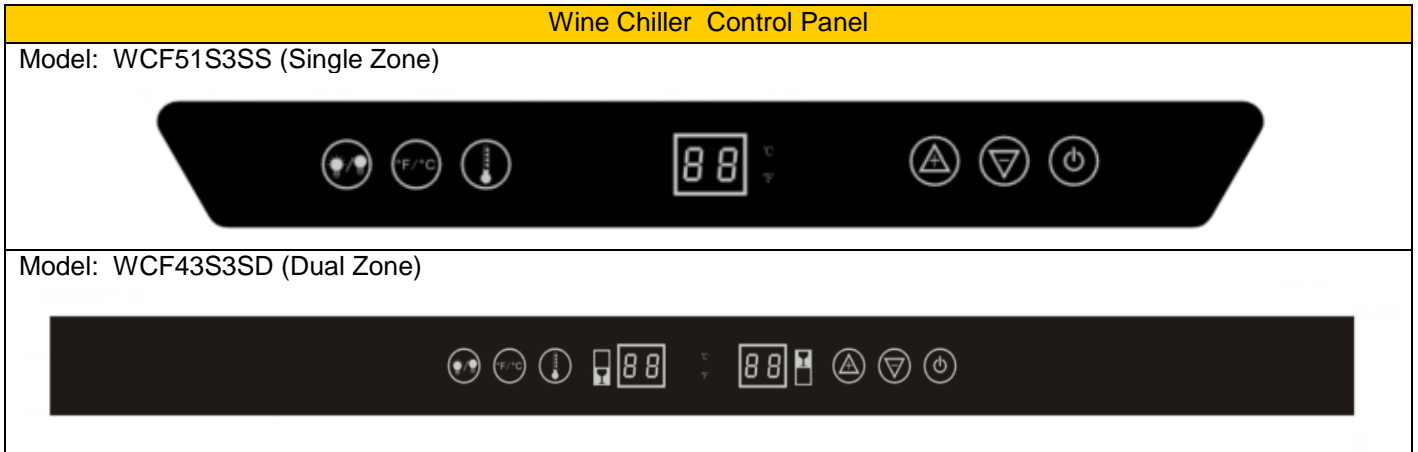 Wine Chiller Control Panel
Model: WCF51S3SS (Single Zone)
°F/°C
88
°C
°F
Model: WCF43S3SD (Dual Zone)
°F/°C
88
°C
°F
88